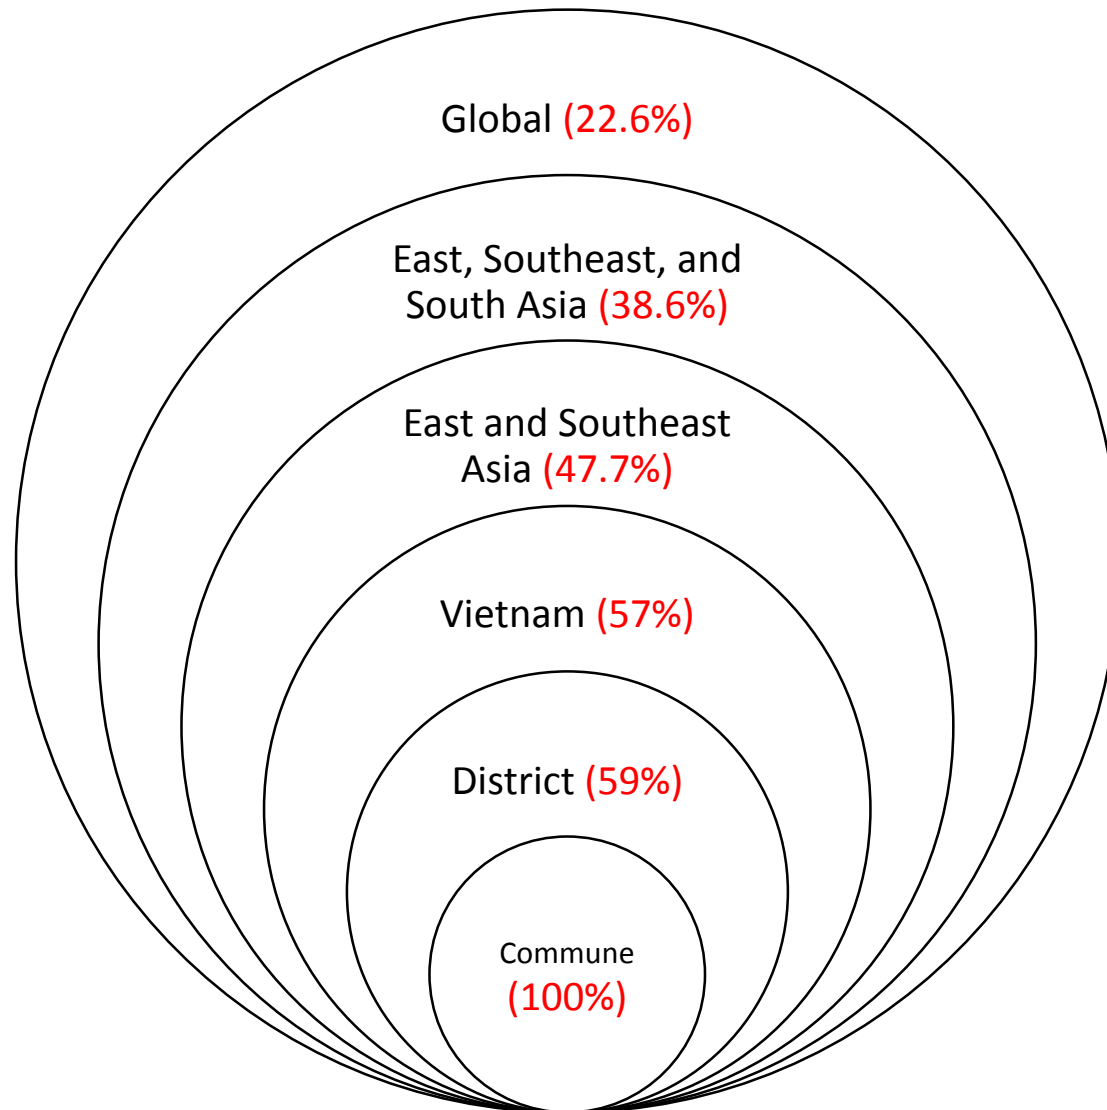 Global (22.6%)
East, Southeast, and
South Asia (38.6%)
East and Southeast
Asia (47.7%)
Vietnam (57%)
District (59%)
Commune
(100%)